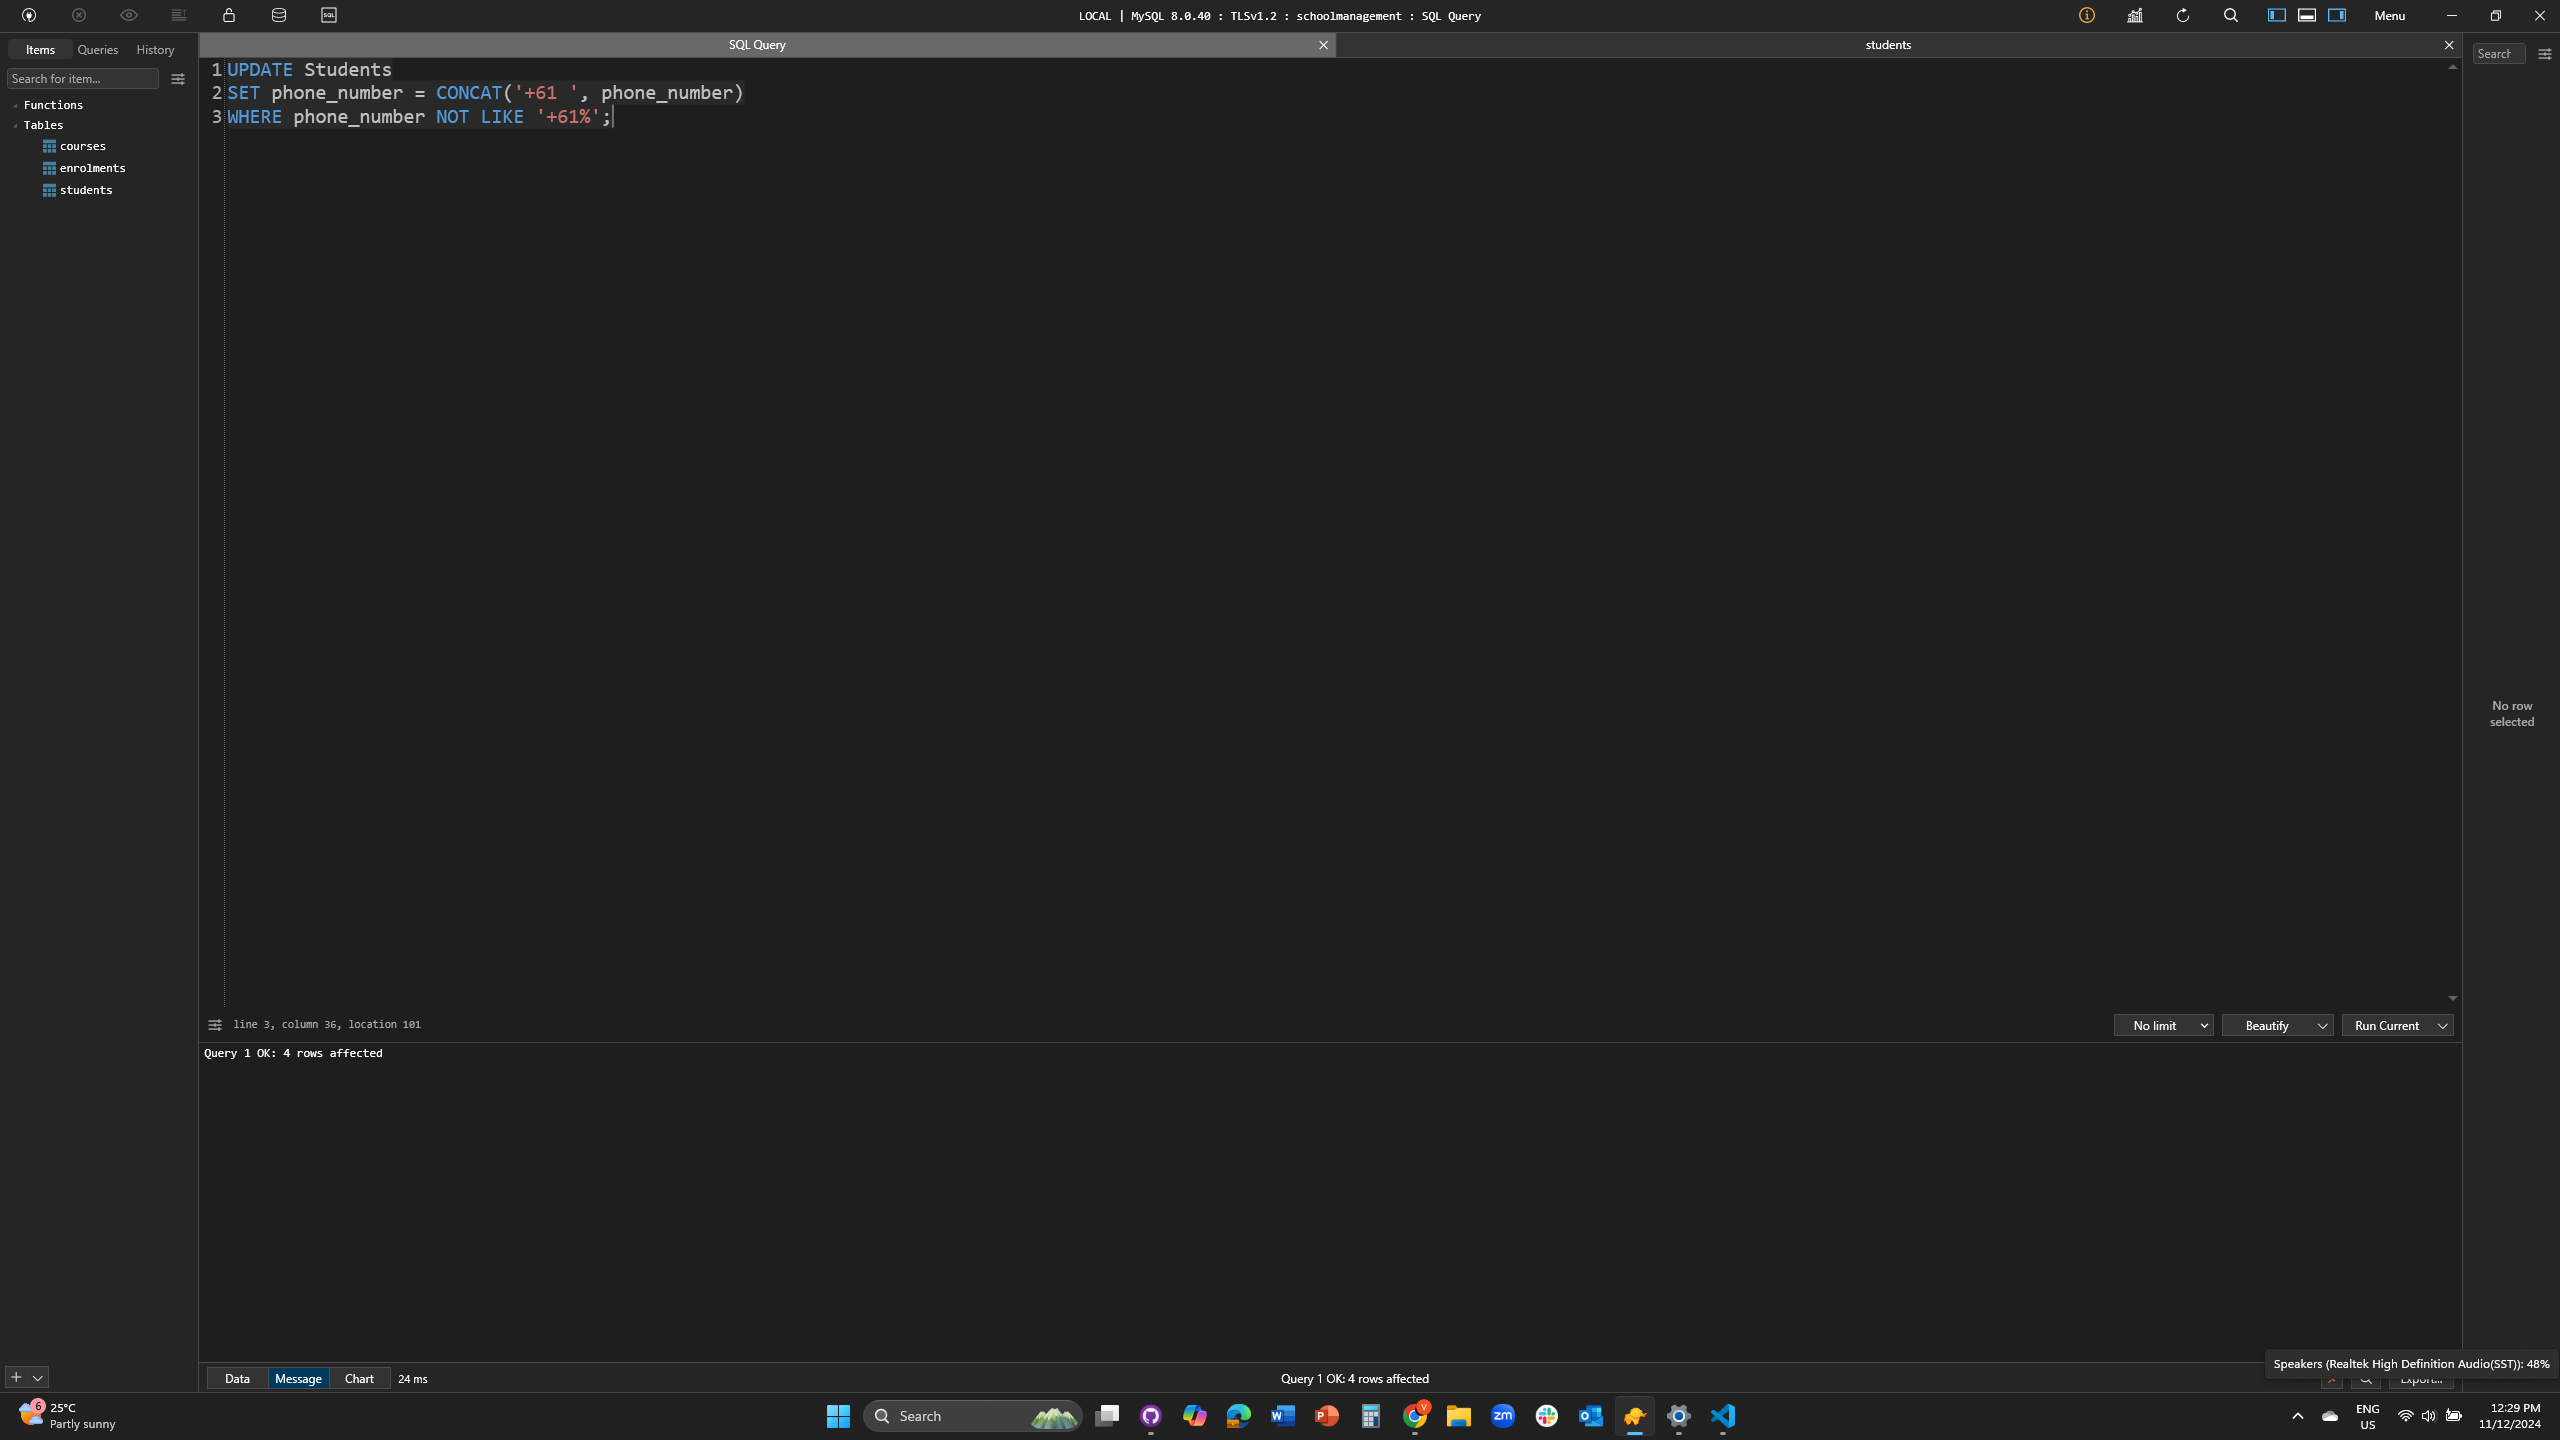 LOCAL | MySQL 8.0.40 : TLSv1.2 : schoolmanagement : SQL Query
Menu
Items
Queries
History
SQL Query
students
Search for item...
Search
Functions
Tables
courses
enrolments
students
1 UPDATE Students
2 SET phone_number = CONCAT('+61 ', phone_number)
3 WHERE phone_number NOT LIKE '+61%';
No row
selected
line 3, column 36, location 101
No limit
Beautify
Run Current
Query 1 OK: 4 rows affected
Speakers (Realtek High Definition Audio(SST)): 48%
Data
Message
Chart
24 ms
Query 1 OK: 4 rows affected
Export...
6
25°C
Partly sunny
Search
V
zm
ENG
US
12:29 PM
11/12/2024